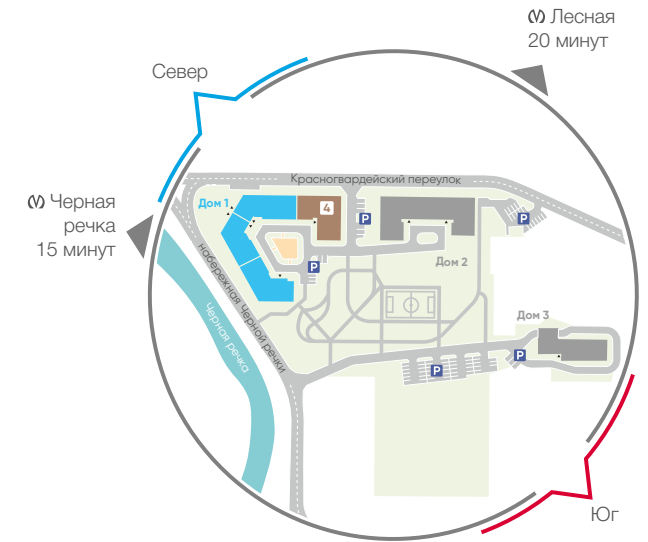 Лесная
20 минут
Север
Красногвардейский переулок
Черная
речка
15 минут
Дом 1
4
P
P
P
Дом 2
набережная Черной речки
Черная речка
Дом 3
P
P
Юг